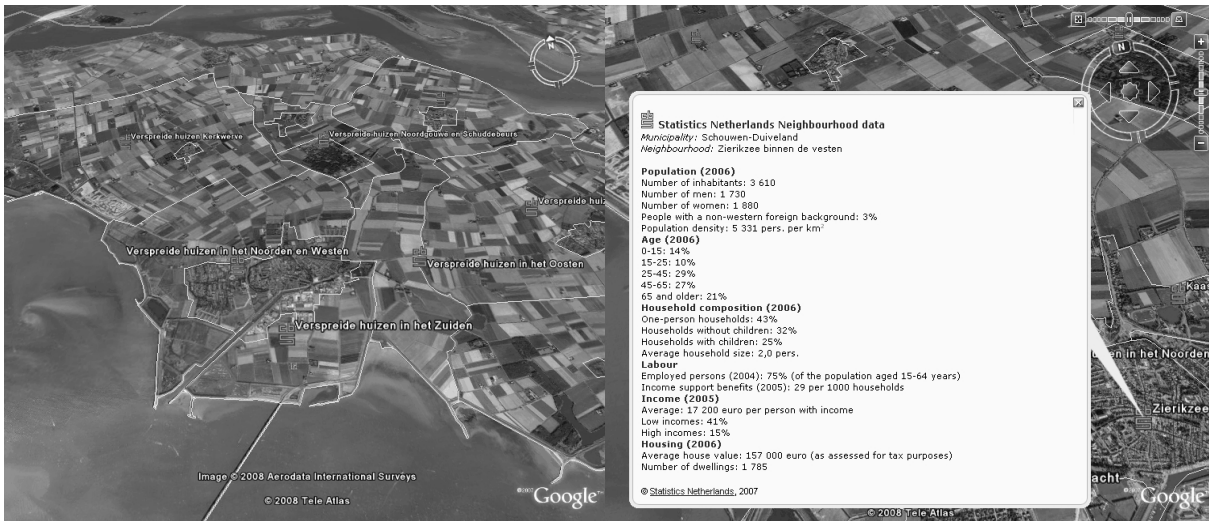 N
Verspreide huizen Kerkwerve
Verspreide huizen Noordgouwe en Schuddebeurs
Verspreide huiz
Verspreide huizen in het Noorden en Westen
Verspreide huizen in het Oosten
Verspreide huizen in het Zuiden
Image © 2008 Aerodata International Surveys
© 2008 Tele Atlas
Google
N
Statistics Netherlands Neighbourhood data
Municipality: Schouwen-Duiveland
Neighbourhood: Zierikzee binnen de vesten
Population (2006)
Number of inhabitants: 3 610
Number of men: 1 730
Number of women: 1 880
People with a non-western foreign background: 3%
Population density: 5 331 pers. per km²
Age (2006)
0-15: 14%
15-25: 10%
25-45: 29%
45-65: 27%
65 and older: 21%
Household composition (2006)
One-person households: 43%
Households without children: 32%
Households with children: 25%
Average household size: 2,0 pers.
Labour
Employed persons (2004): 75% (of the population aged 15-64 years)
Income support benefits (2005): 29 per 1000 households
Income (2005)
Average: 17 200 euro per person with income
Low incomes: 41%
High incomes: 15%
Housing (2006)
Average house value: 157 000 euro (as assessed for tax purposes)
Number of dwellings: 1 785
© Statistics Netherlands, 2007
Kaas
zen in het Noorden
Zierikzee
acht
© 2008 Tele Atlas
Google